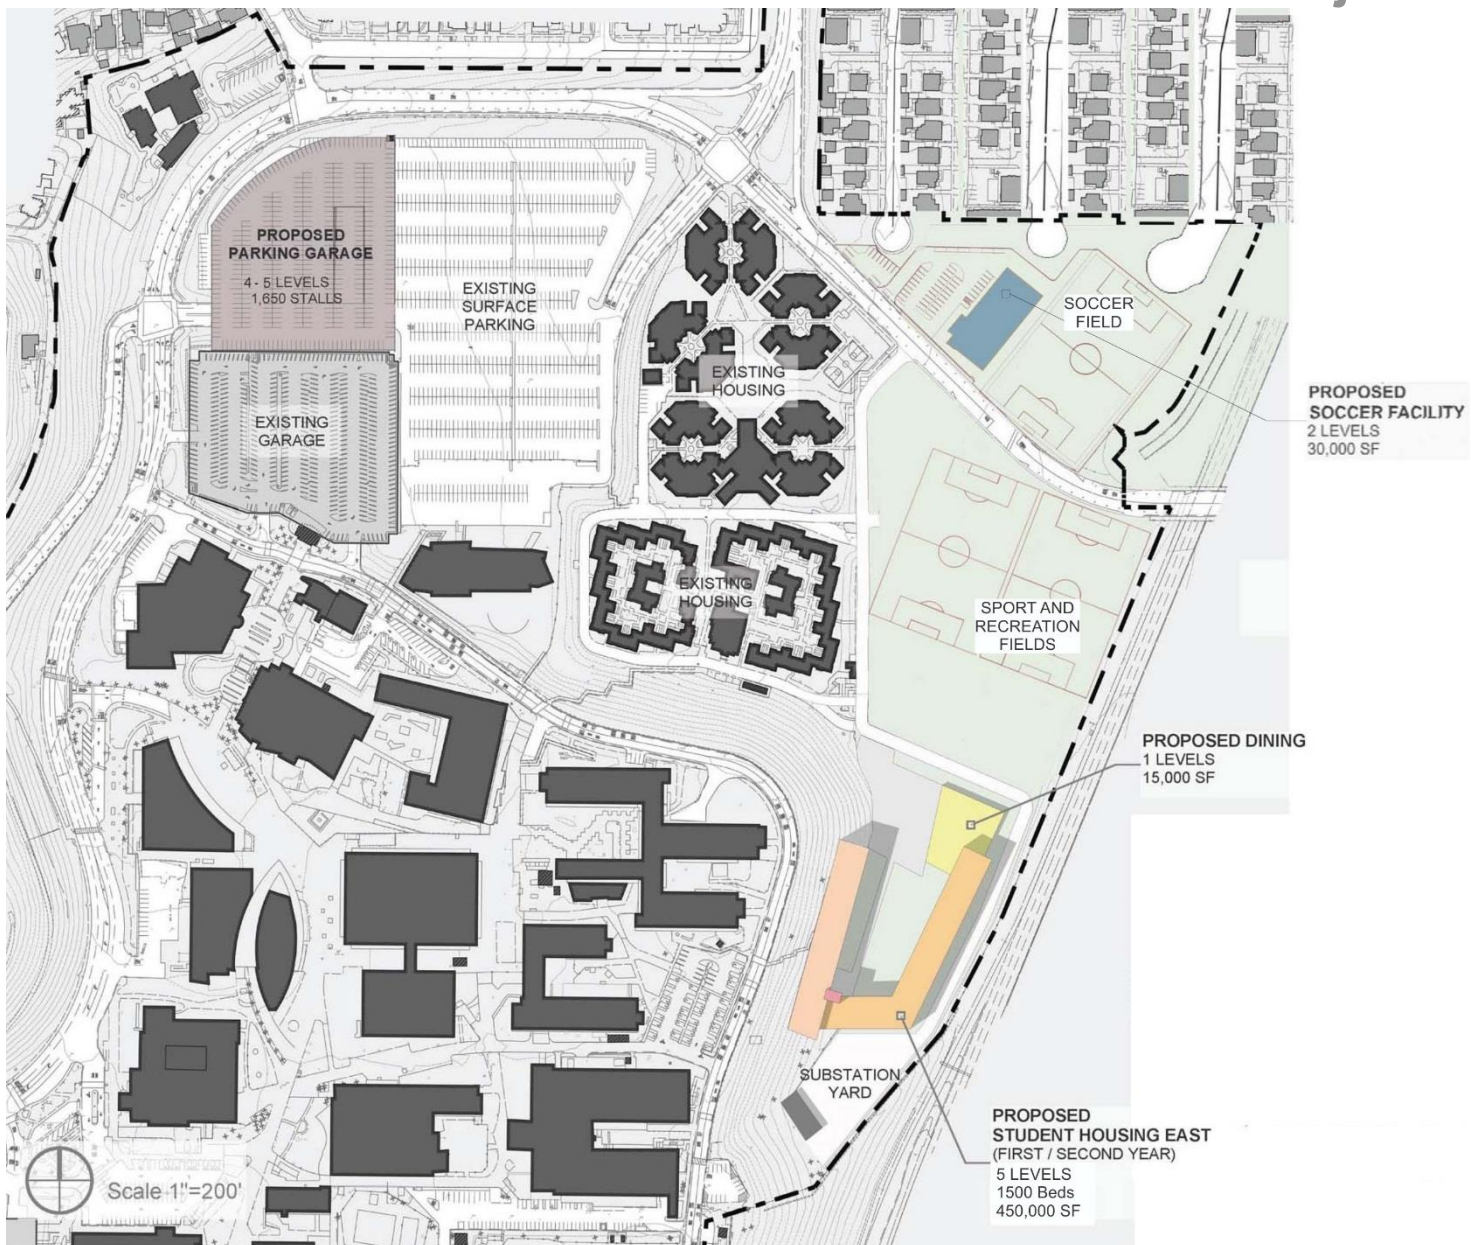 PROPOSED
PARKING GARAGE
4 - 5 LEVELS
1,650 STALLS
EXISTING
SURFACE
PARKING
EXISTING
GARAGE
EXISTING
HOUSING
EXISTING
HOUSING
SOCCER
FIELD
PROPOSED
SOCCER FACILITY
2 LEVELS
30,000 SF
SPORT AND
RECREATION
FIELDS
PROPOSED DINING
1 LEVELS
15,000 SF
SUBSTATION
YARD
PROPOSED
STUDENT HOUSING EAST
(FIRST / SECOND YEAR)
5 LEVELS
1500 Beds
450,000 SF
Scale 1"=200'